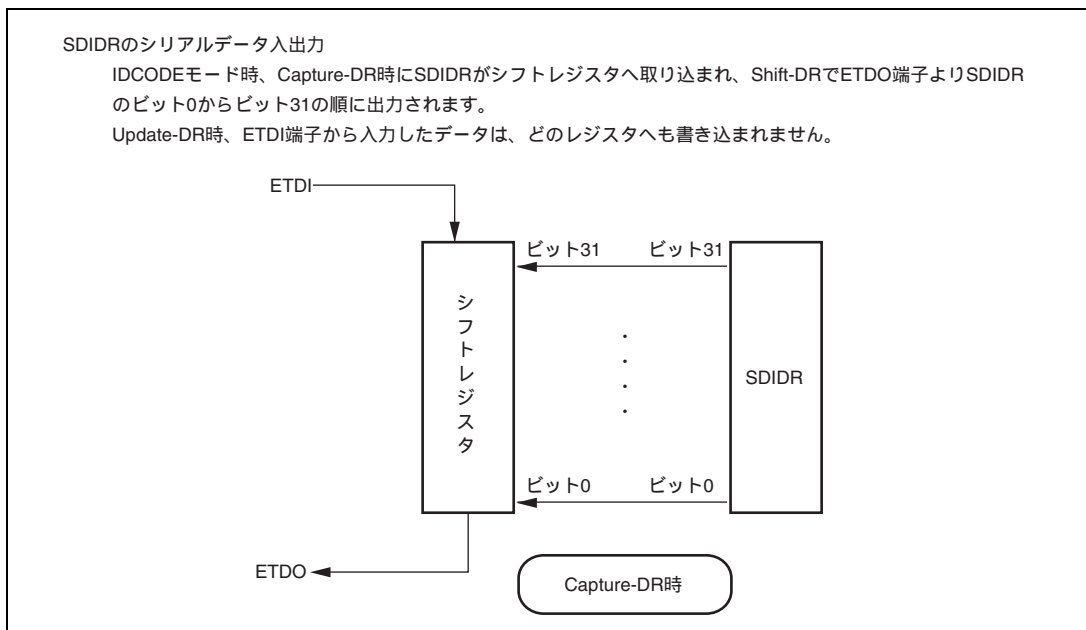 SDIDRのシリアルデータ入出力
IDCODEモード時、Capture-DR時にSDIDRがシフトレジスタへ取り込まれ、Shift-DRでETDO端子よりSDIDR
のビット0からビット31の順に出力されます。
Update-DR時、ETDI端子から入力したデータは、どのレジスタへも書き込まれません。
ETDI
ビット31 ビット31
シフトレジスタ
SDIDR
ビット0 ビット0
ETDO
Capture-DR時